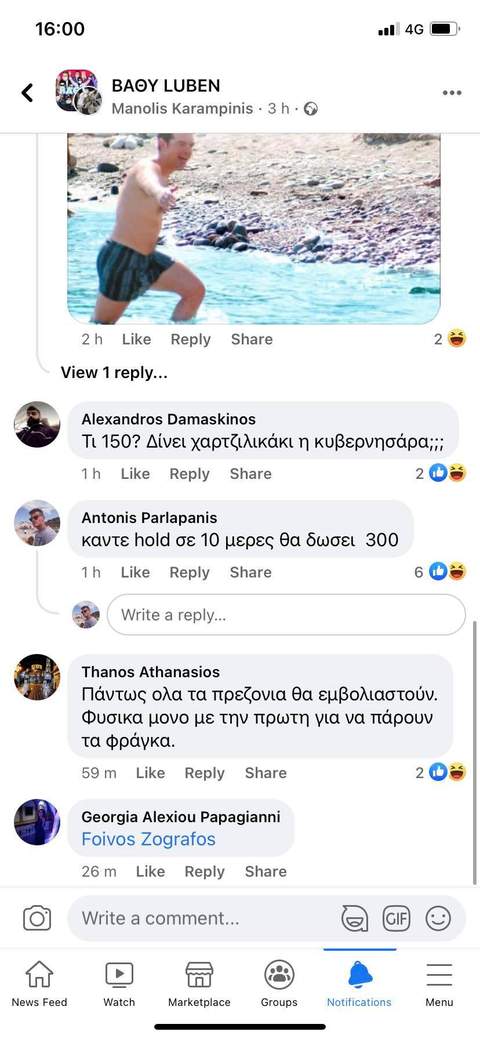 16:00
4G
ΒΑΘΥ LUBEN
Manolis Karampinis · 3 h ·
2 h Like Reply Share 2
View 1 reply...
Alexandros Damaskinos
Τι 150? Δίνει χαρτζιλικάκι η κυβερνησάρα;;;
1 h Like Reply Share 2
Antonis Parlapanis
καντε hold σε 10 μερες θα δωσει 300
1 h Like Reply Share 6
Write a reply...
Thanos Athanasios
Πάντως ολα τα πρεζονια θα εμβολιαστούν.
Φυσικα μονο με την πρωτη για να πάρουν
τα φράγκα.
59 m Like Reply Share 2
Georgia Alexiou Papagianni
Foivos Zografos
26 m Like Reply Share
Write a comment...
GIF
News Feed Watch Marketplace Groups Notifications Menu